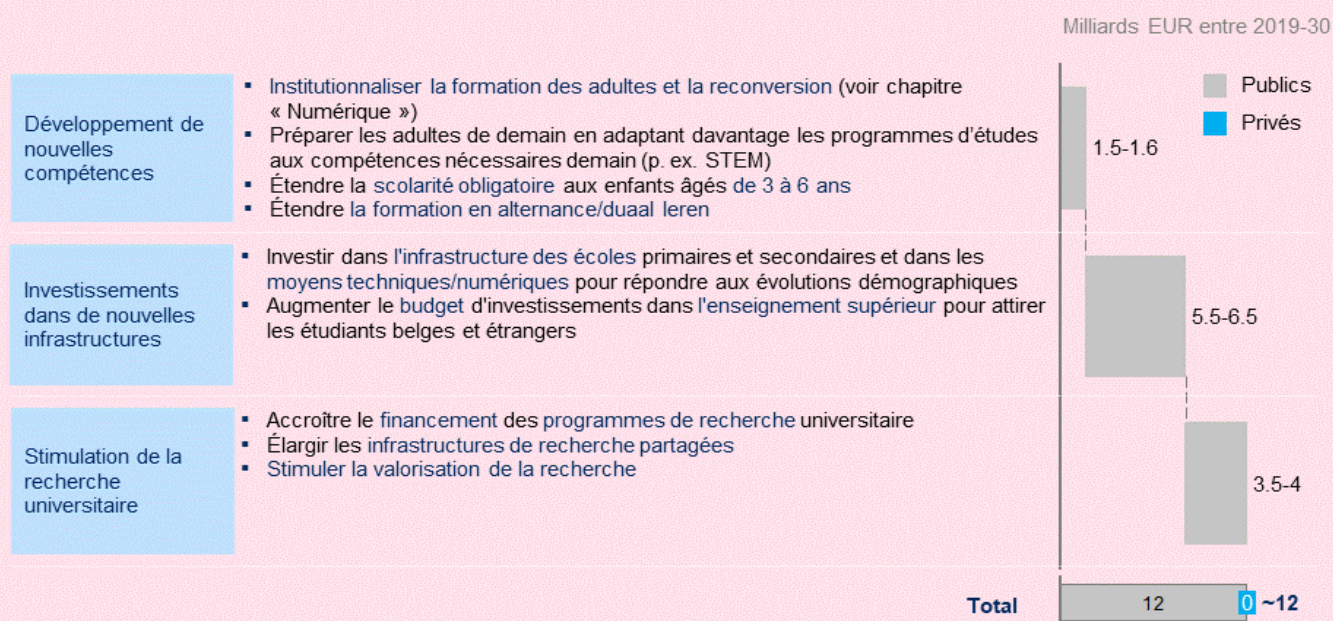 Milliards EUR entre 2019-30
Publics
Privés
Développement de
nouvelles
compétences
▪ Institutionnaliser la formation des adultes et la reconversion (voir chapitre
« Numérique »)
▪ Préparer les adultes de demain en adaptant davantage les programmes d'études
aux compétences nécessaires demain (p. ex. STEM)
▪ Étendre la scolarité obligatoire aux enfants âgés de 3 à 6 ans
▪ Étendre la formation en alternance/duaal leren
1.5-1.6
Investissements
dans de nouvelles
infrastructures
▪ Investir dans l'infrastructure des écoles primaires et secondaires et dans les
moyens techniques/numériques pour répondre aux évolutions démographiques
▪ Augmenter le budget d'investissements dans l'enseignement supérieur pour attirer
les étudiants belges et étrangers
5.5-6.5
Stimulation de la
recherche
universitaire
▪ Accroître le financement des programmes de recherche universitaire
▪ Élargir les infrastructures de recherche partagées
▪ Stimuler la valorisation de la recherche
3.5-4
Total
12
0
~12